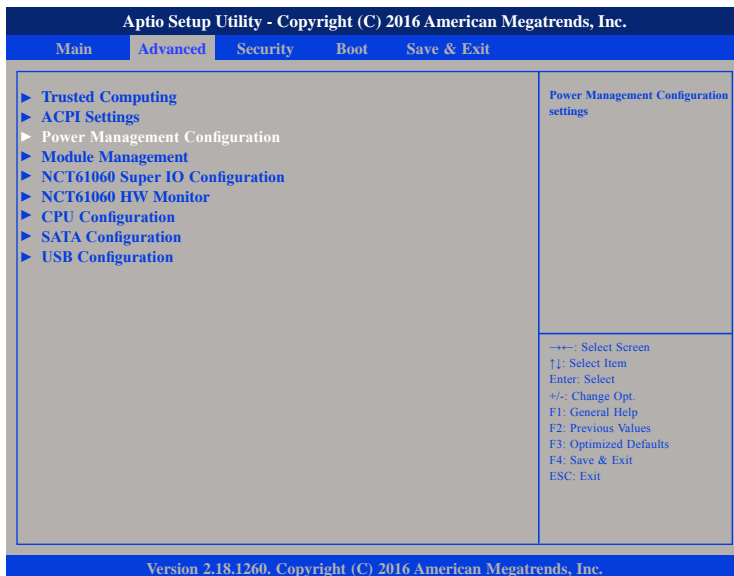 Aptio Setup Utility - Copyright (C) 2016 American Megatrends, Inc.
Main Advanced Security Boot Save & Exit
► Trusted Computing
► ACPI Settings
► Power Management Configuration
► Module Management
► NCT61060 Super IO Configuration
► NCT61060 HW Monitor
► CPU Configuration
► SATA Configuration
► USB Configuration
Power Management Configuration
settings
→←: Select Screen
↑↓: Select Item
Enter: Select
+/-: Change Opt.
F1: General Help
F2: Previous Values
F3: Optimized Defaults
F4: Save & Exit
ESC: Exit
Version 2.18.1260. Copyright (C) 2016 American Megatrends, Inc.